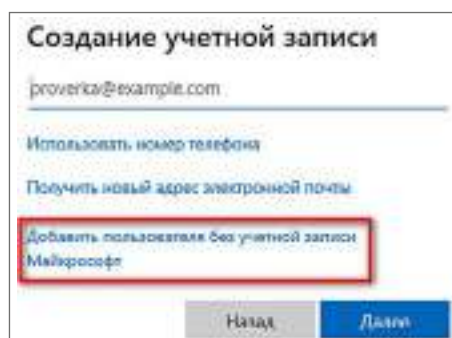 Создание учетной записи
proverka@example.com
Использовать номер телефона
Получить новый адрес электронной почты
Добавить пользователя без учетной записи
Майкрософт
Назад
Далее